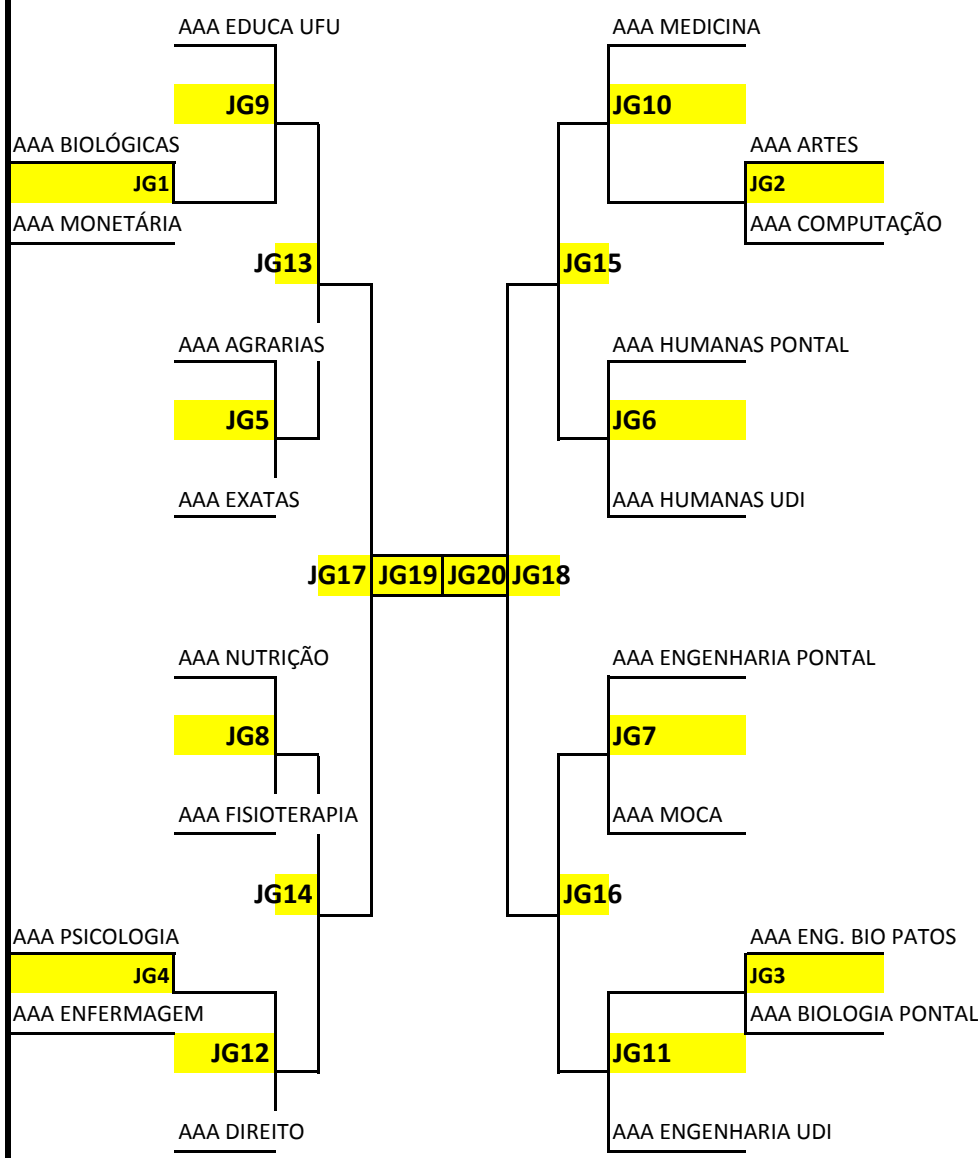 AAA EDUCA UFU
AAA MEDICINA
JG9
JG10
AAA BIOLÓGICAS
AAA ARTES
JG1
JG2
AAA MONETÁRIA
AAA COMPUTAÇÃO
JG13
JG15
AAA AGRARIAS
AAA HUMANAS PONTAL
JG5
JG6
AAA EXATAS
AAA HUMANAS UDI
JG17 JG19 JG20 JG18
AAA NUTRIÇÃO
AAA ENGENHARIA PONTAL
JG8
JG7
AAA FISIOTERAPIA
AAA MOCA
JG14
JG16
AAA PSICOLOGIA
AAA ENG. BIO PATOS
JG4
JG3
AAA ENFERMAGEM
AAA BIOLOGIA PONTAL
JG12
JG11
AAA DIREITO
AAA ENGENHARIA UDI